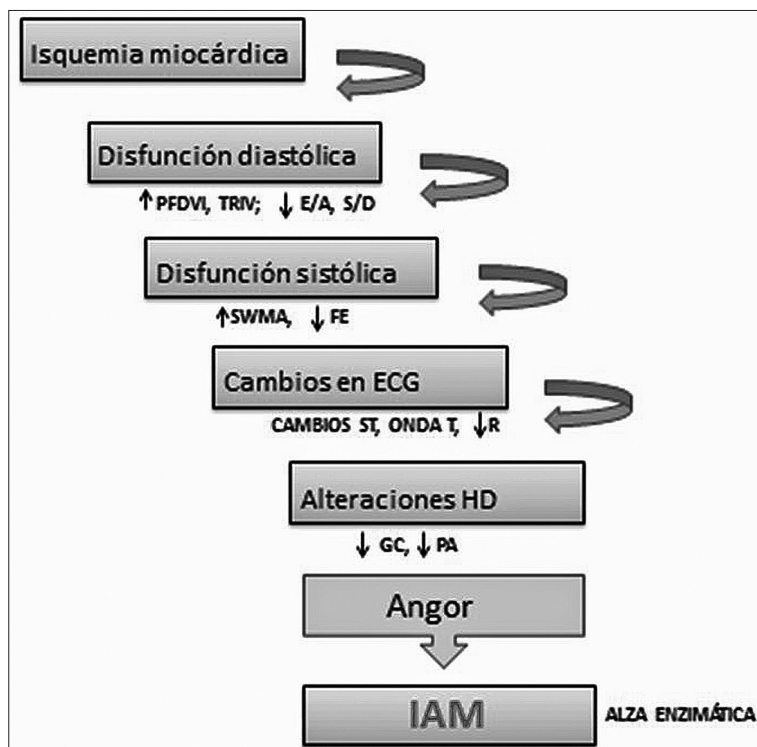 Isquemia miocárdica
Disfunción diastólica
↑PFDVI, TRIV; ↓ E/A, S/D
Disfunción sistólica
↑SWMA, ↓ FE
Cambios en ECG
CAMBIOS ST, ONDA T, ↓R
Alteraciones HD
↓ GC, ↓ PA
Angor
IAM
ALZA ENZIMÁTICA